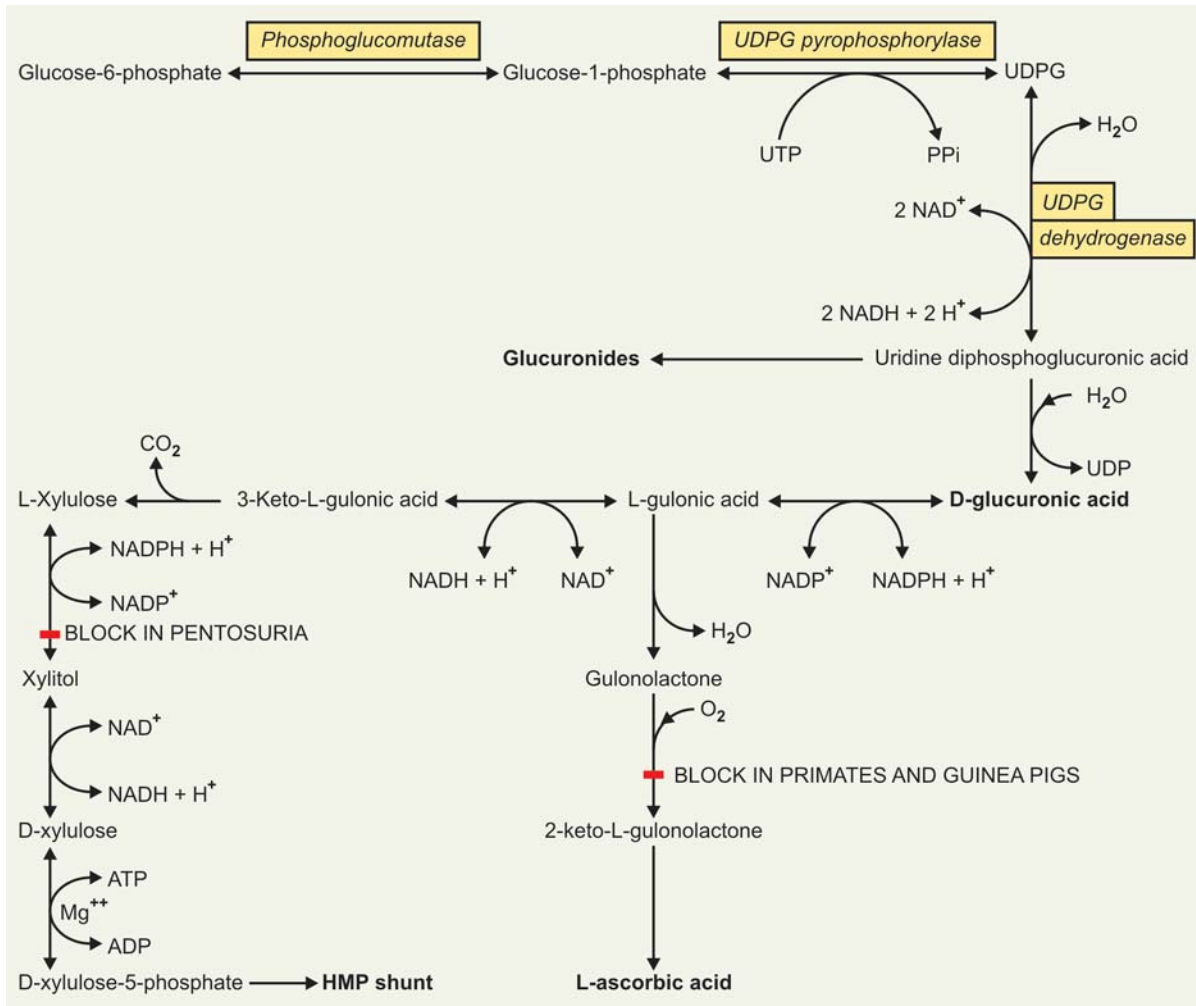 Phosphoglucomutase
UDPG pyrophosphorylase
Glucose-6-phosphate
Glucose-1-phosphate
UDPG
UTP
PPi
H₂O
2 NAD⁺
UDPG
dehydrogenase
2 NADH + 2 H⁺
Glucuronides
Uridine diphosphoglucuronic acid
H₂O
UDP
CO₂
L-Xylulose
3-Keto-L-gulonic acid
L-gulonic acid
D-glucuronic acid
NADPH + H⁺
NADP⁺
NADH + H⁺
NAD⁺
NADP⁺
NADPH + H⁺
BLOCK IN PENTOSURIA
H₂O
Xylitol
Gulonolactone
NAD⁺
O₂
NADH + H⁺
BLOCK IN PRIMATES AND GUINEA PIGS
D-xylulose
2-keto-L-gulonolactone
ATP
Mg⁺⁺
ADP
D-xylulose-5-phosphate
HMP shunt
L-ascorbic acid